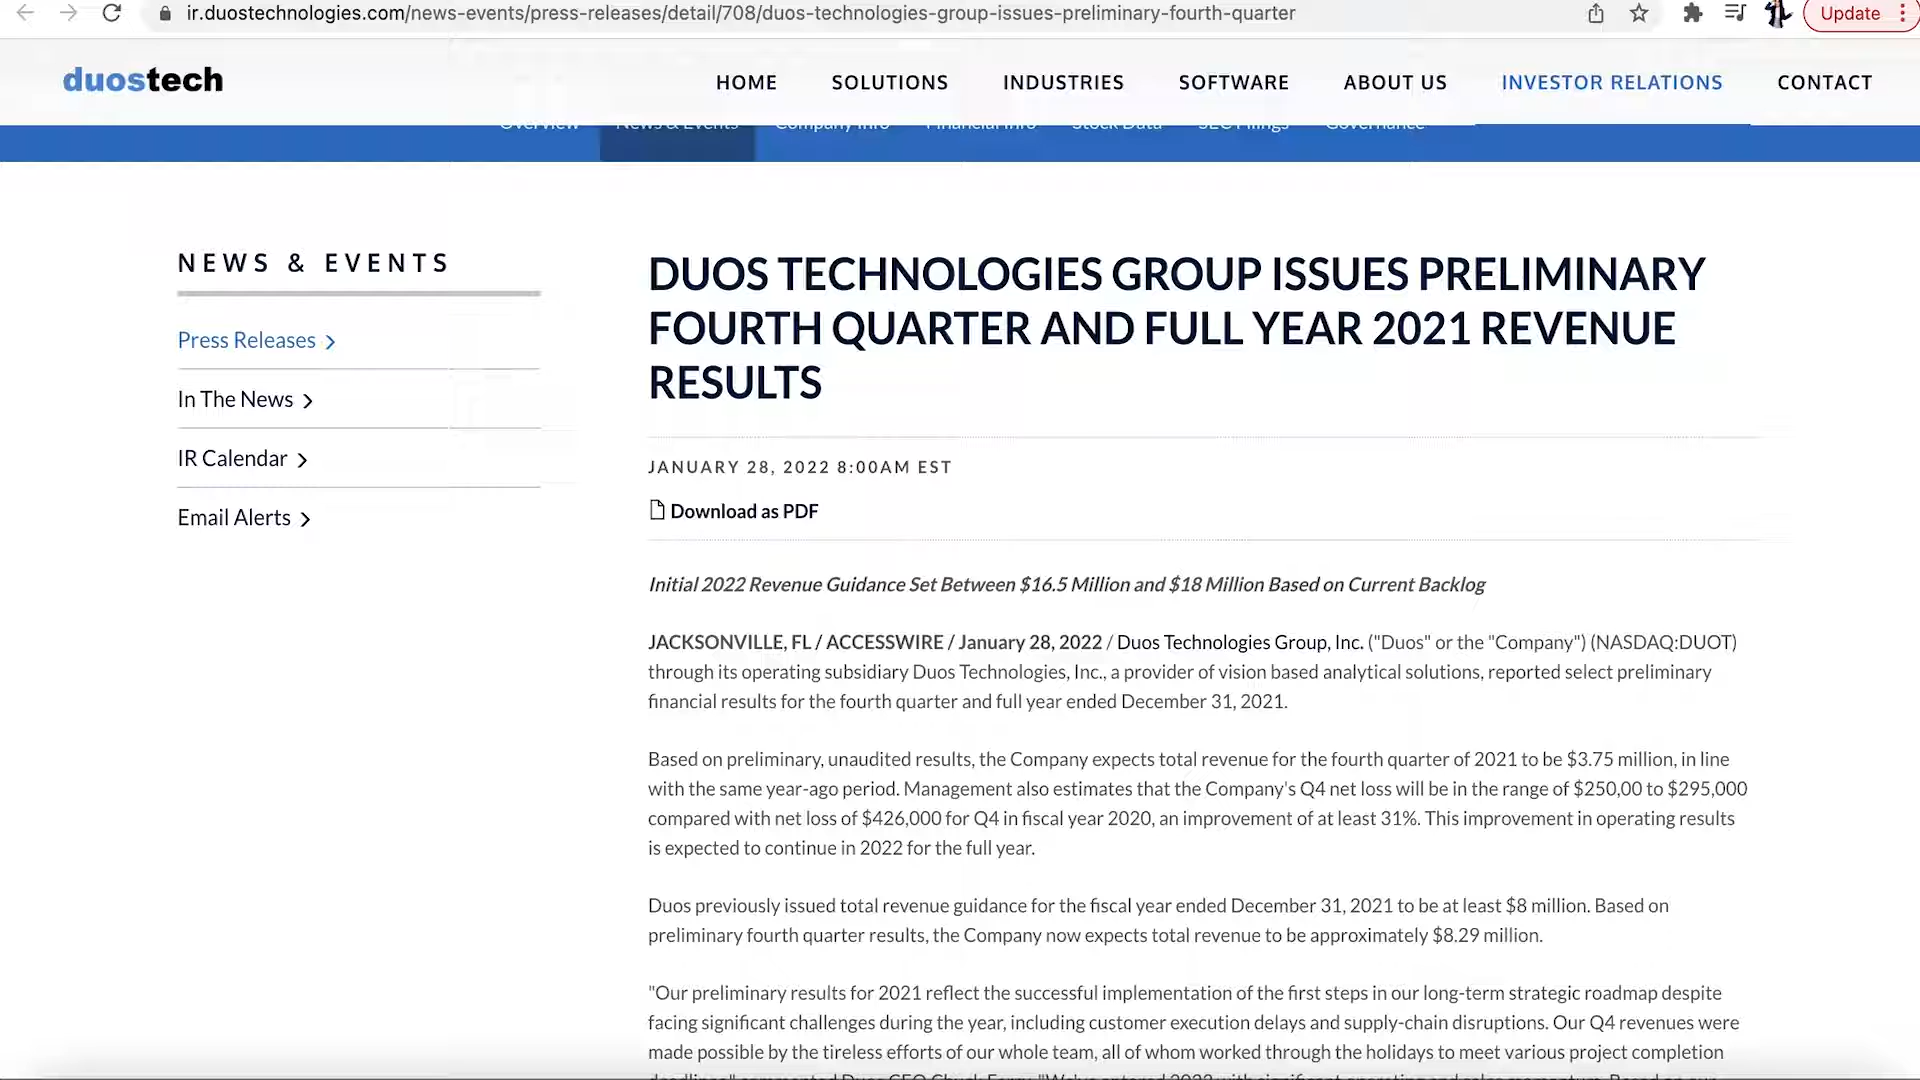 ir.duostechnologies.com/news-events/press-releases/detail/708/duos-technologies-group-issues-preliminary-fourth-quarter
Update
duostech
HOME
SOLUTIONS
INDUSTRIES
SOFTWARE
ABOUT US
INVESTOR RELATIONS
CONTACT
Overview
News & Events
Company Info
Financial Info
Stock Data
SEC Filings
Governance
NEWS & EVENTS
Press Releases
In The News
IR Calendar
Email Alerts
DUOS TECHNOLOGIES GROUP ISSUES PRELIMINARY
FOURTH QUARTER AND FULL YEAR 2021 REVENUE
RESULTS
JANUARY 28, 2022 8:00AM EST
Download as PDF
Initial 2022 Revenue Guidance Set Between $16.5 Million and $18 Million Based on Current Backlog
JACKSONVILLE, FL / ACCESSWIRE / January 28, 2022 / Duos Technologies Group, Inc. ("Duos" or the "Company") (NASDAQ:DUOT)
through its operating subsidiary Duos Technologies, Inc., a provider of vision based analytical solutions, reported select preliminary
financial results for the fourth quarter and full year ended December 31, 2021.
Based on preliminary, unaudited results, the Company expects total revenue for the fourth quarter of 2021 to be $3.75 million, in line
with the same year-ago period. Management also estimates that the Company's Q4 net loss will be in the range of $250,00 to $295,000
compared with net loss of $426,000 for Q4 in fiscal year 2020, an improvement of at least 31%. This improvement in operating results
is expected to continue in 2022 for the full year.
Duos previously issued total revenue guidance for the fiscal year ended December 31, 2021 to be at least $8 million. Based on
preliminary fourth quarter results, the Company now expects total revenue to be approximately $8.29 million.
"Our preliminary results for 2021 reflect the successful implementation of the first steps in our long-term strategic roadmap despite
facing significant challenges during the year, including customer execution delays and supply-chain disruptions. Our Q4 revenues were
made possible by the tireless efforts of our whole team, all of whom worked through the holidays to meet various project completion